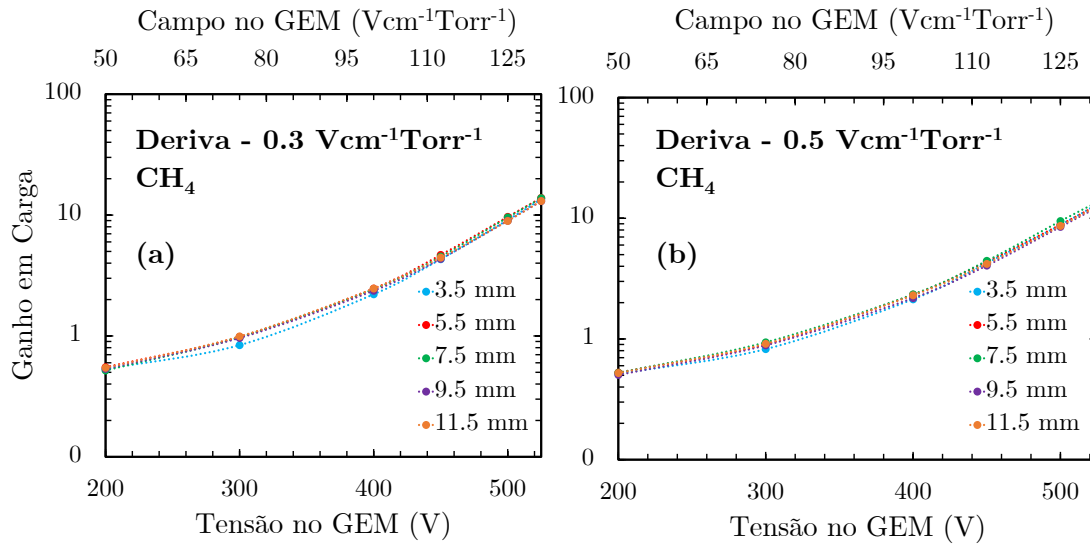 Campo no GEM (Vcm⁻¹Torr⁻¹)
50 65 80 95 110 125
Ganho em Carga
100
10
1
0
Deriva - 0.3 Vcm⁻¹Torr⁻¹
CH₄
(a)
3.5 mm
5.5 mm
7.5 mm
9.5 mm
11.5 mm
200 300 400 500
Tensão no GEM (V)
Campo no GEM (Vcm⁻¹Torr⁻¹)
50 65 80 95 110 125
100
10
1
0
Deriva - 0.5 Vcm⁻¹Torr⁻¹
CH₄
(b)
3.5 mm
5.5 mm
7.5 mm
9.5 mm
11.5 mm
200 300 400 500
Tensão no GEM (V)